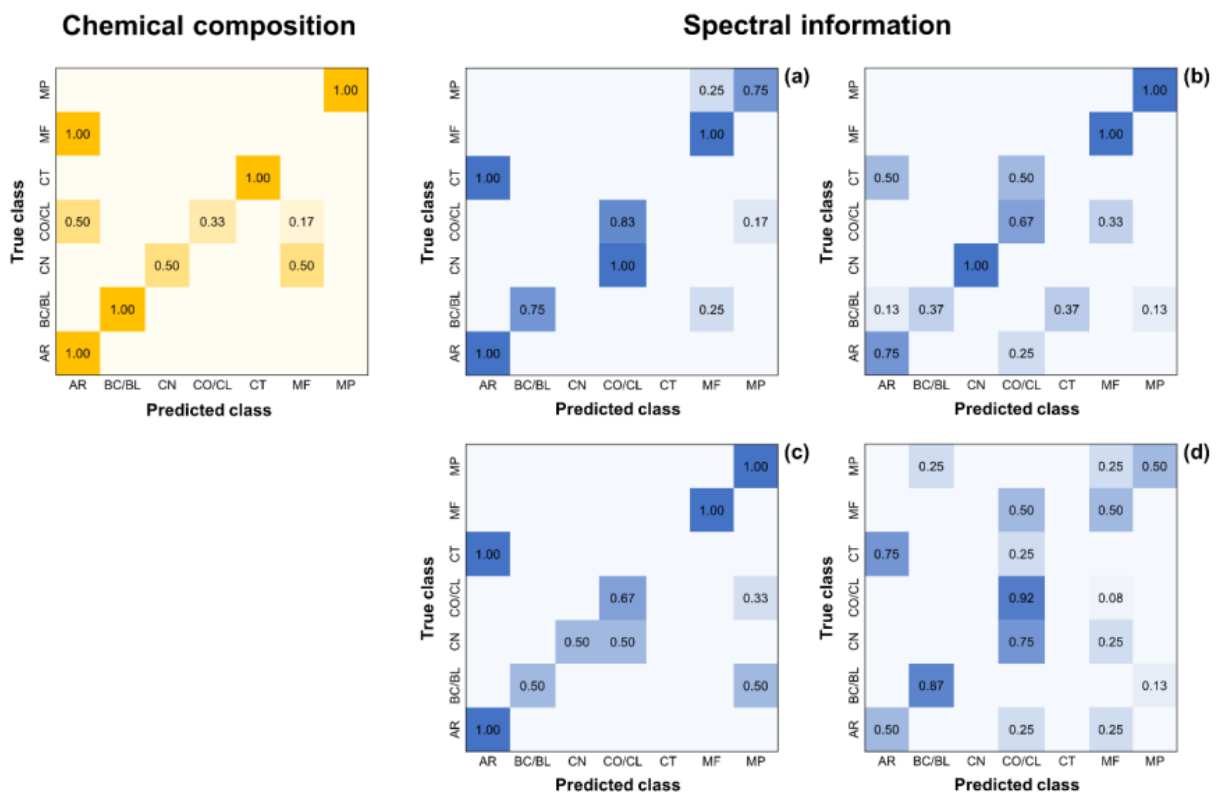 Chemical composition
Spectral information
True class
MP 1.00
MF 1.00
CT 1.00
CO/CL 0.50 0.33 0.17
CN 0.50 0.50
BC/BL 1.00
AR 1.00
AR BC/BL CN CO/CL CT MF MP
Predicted class
(a)
True class
MP 0.25 0.75
MF 1.00
CT 1.00
CO/CL 0.83 0.17
CN 1.00
BC/BL 0.75 0.25
AR 1.00
AR BC/BL CN CO/CL CT MF MP
Predicted class
(b)
True class
MP 1.00
MF 1.00
CT 0.50 0.50
CO/CL 0.67 0.33
CN 1.00
BC/BL 0.13 0.37 0.37 0.13
AR 0.75 0.25
AR BC/BL CN CO/CL CT MF MP
Predicted class
(c)
True class
MP 1.00
MF 1.00
CT 1.00
CO/CL 0.67 0.33
CN 0.50 0.50
BC/BL 0.50 0.50
AR 1.00
AR BC/BL CN CO/CL CT MF MP
Predicted class
(d)
True class
MP 0.25 0.25 0.50
MF 0.50 0.50
CT 0.75 0.25
CO/CL 0.92 0.08
CN 0.75 0.25
BC/BL 0.87 0.13
AR 0.50 0.25 0.25
AR BC/BL CN CO/CL CT MF MP
Predicted class